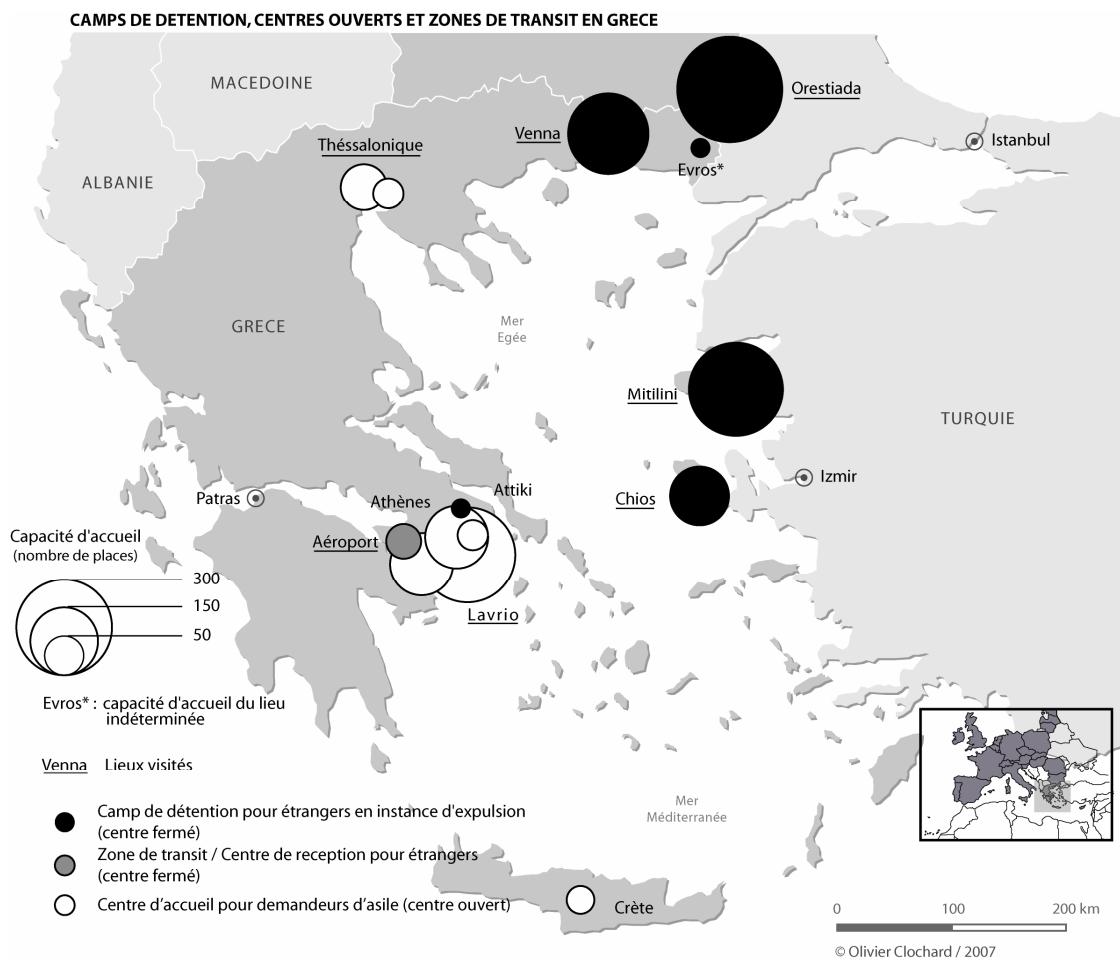 CAMPS DE DETENTION, CENTRES OUVERTS ET ZONES DE TRANSIT EN GRECE
MACEDOINE
Orestiada
Venna
Istanbul
Théssalonique
Evros*
ALBANIE
GRECE
Mer
Egée
Mitilini
TURQUIE
Izmir
Chios
Patras
Athènes
Attiki
Aéroport
Lavrio
Capacité d'accueil
(nombre de places)
300
150
50
Evros* : capacité d'accueil du lieu
indéterminée
Venna Lieux visités
Camp de détention pour étrangers en instance d'expulsion
(centre fermé)
Zone de transit / Centre de reception pour étrangers
(centre fermé)
Centre d'accueil pour demandeurs d'asile (centre ouvert)
Mer
Méditerranée
Crète
0 100 200 km
© Olivier Clochard / 2007